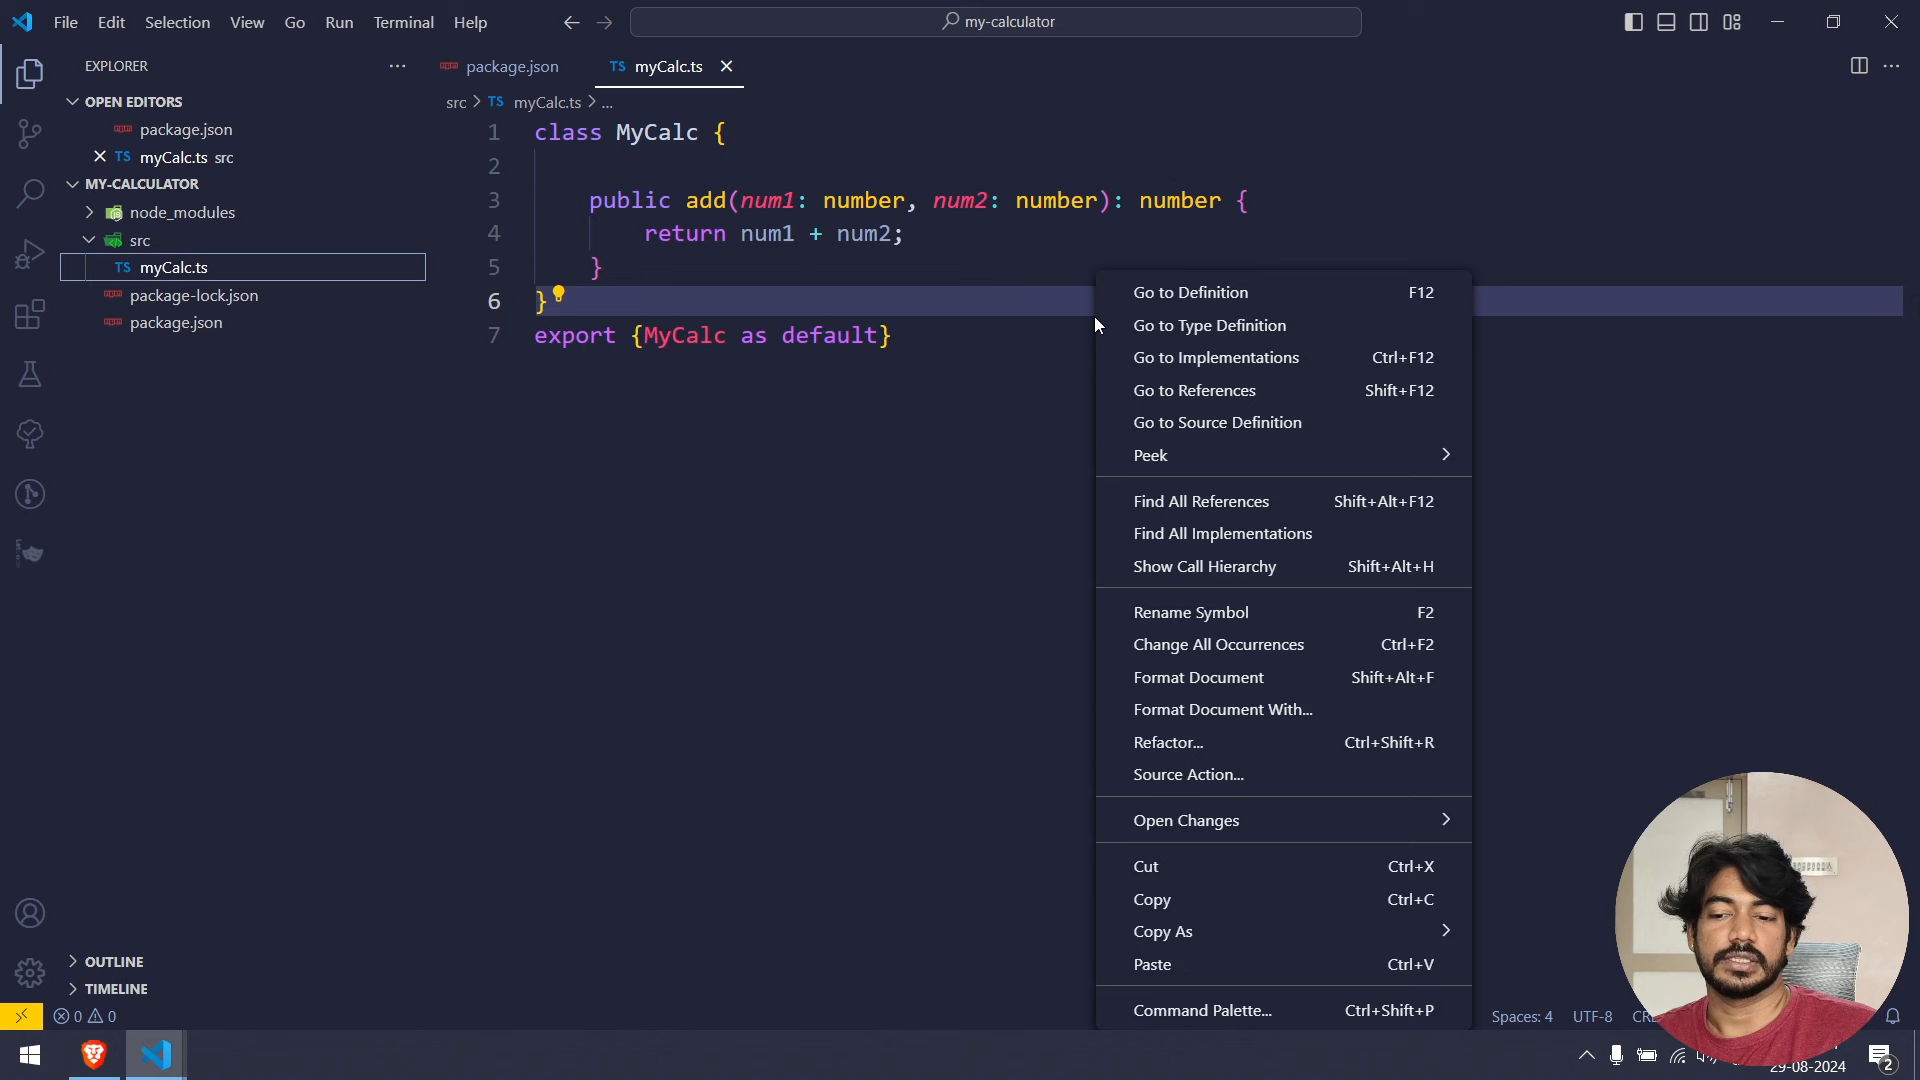 File Edit Selection View Go Run Terminal Help my-calculator
EXPLORER
OPEN EDITORS
package.json
TS myCalc.ts src
MY-CALCULATOR
node_modules
src
TS myCalc.ts
package-lock.json
package.json
OUTLINE
TIMELINE
package.json TS myCalc.ts
src > TS myCalc.ts > ...
1 class MyCalc {
2
3 public add(num1: number, num2: number): number {
4 return num1 + num2;
5 }
6 }
7 export {MyCalc as default}
Go to Definition F12
Go to Type Definition
Go to Implementations Ctrl+F12
Go to References Shift+F12
Go to Source Definition
Peek
Find All References Shift+Alt+F12
Find All Implementations
Show Call Hierarchy Shift+Alt+H
Rename Symbol F2
Change All Occurrences Ctrl+F2
Format Document Shift+Alt+F
Format Document With...
Refactor... Ctrl+Shift+R
Source Action...
Open Changes
Cut Ctrl+X
Copy Ctrl+C
Copy As
Paste Ctrl+V
Command Palette... Ctrl+Shift+P
0 0 Spaces: 4 UTF-8
29-08-2024 2